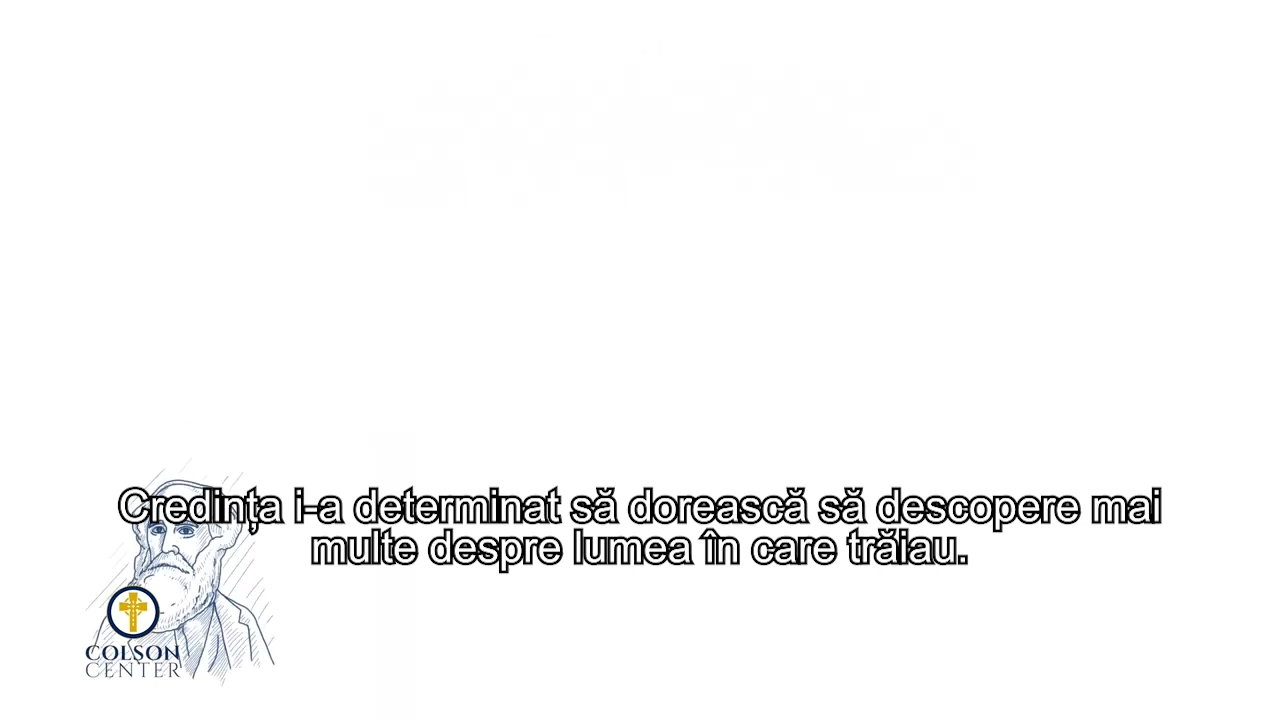 Credința i-a determinat să dorească să descopere mai
multe despre lumea în care trăiau.
COLSON
CENTER